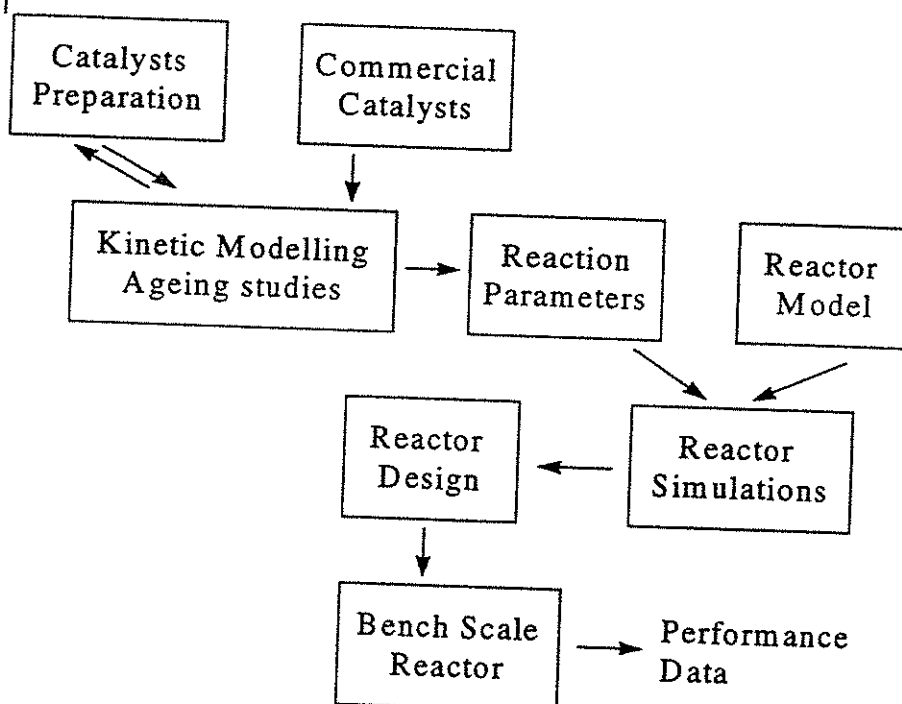 Catalysts
Preparation
Commercial
Catalysts
Kinetic Modelling
Ageing studies
Reaction
Parameters
Reactor
Model
Reactor
Design
Reactor
Simulations
Bench Scale
Reactor
Performance
Data